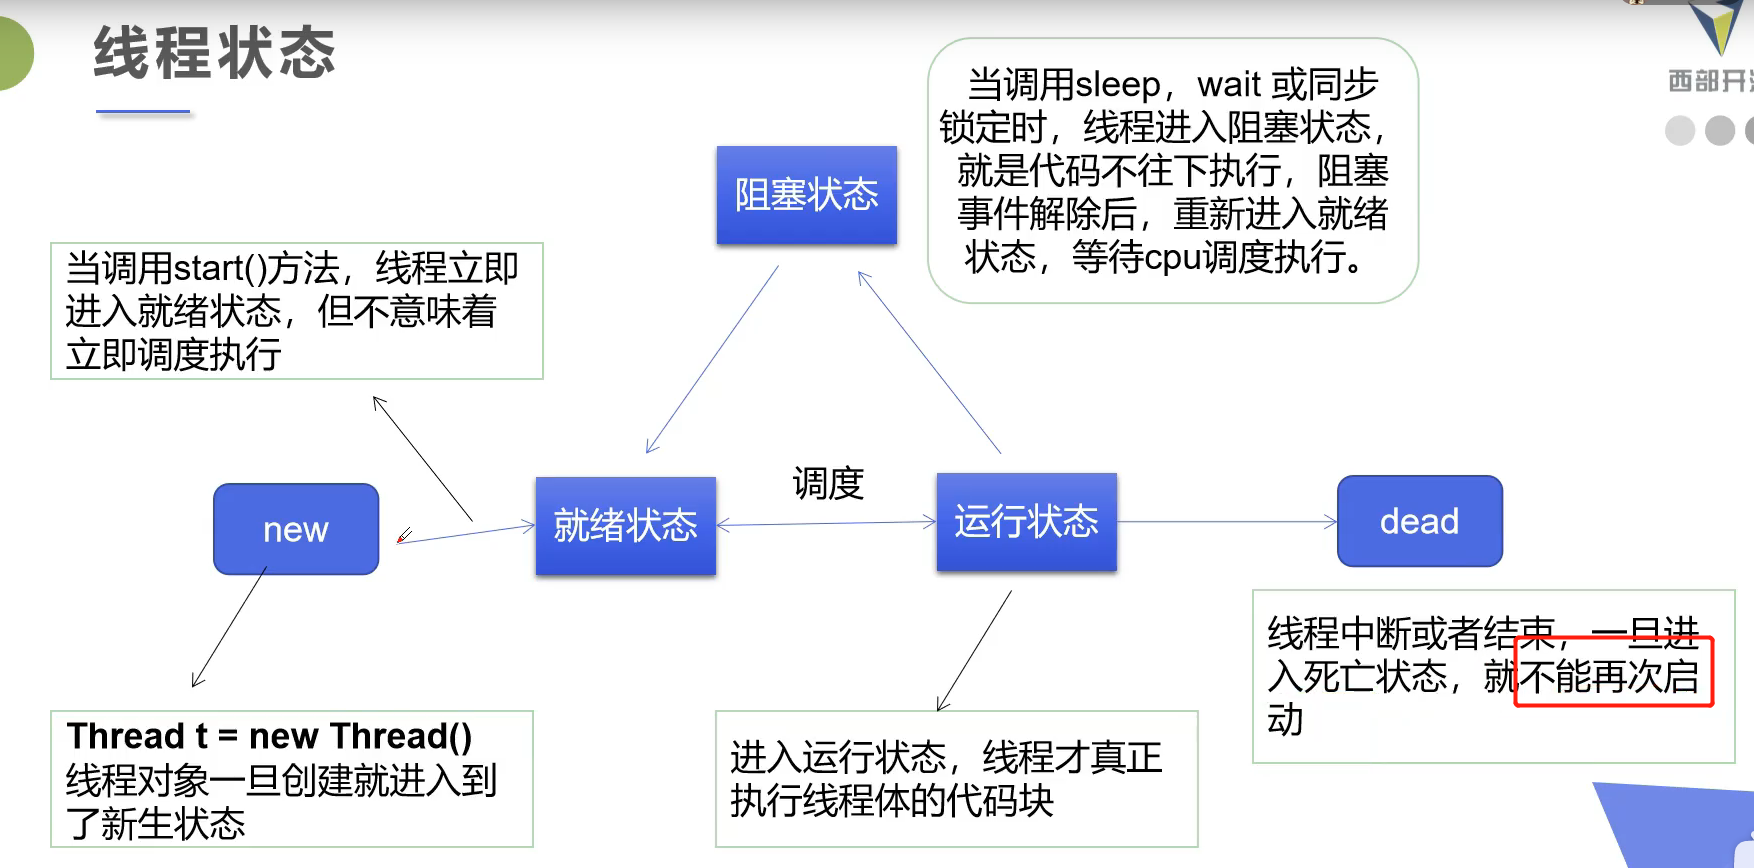 线程状态
西部开
当调用sleep，wait 或同步
锁定时，线程进入阻塞状态，
就是代码不往下执行，阻塞
事件解除后，重新进入就绪
状态，等待cpu调度执行。
阻塞状态
当调用start()方法，线程立即
进入就绪状态，但不意味着
立即调度执行
调度
new
就绪状态
运行状态
dead
线程中断或者结束，一旦进
入死亡状态，就不能再次启
动
Thread t = new Thread()
线程对象一旦创建就进入到
了新生状态
进入运行状态，线程才真正
执行线程体的代码块